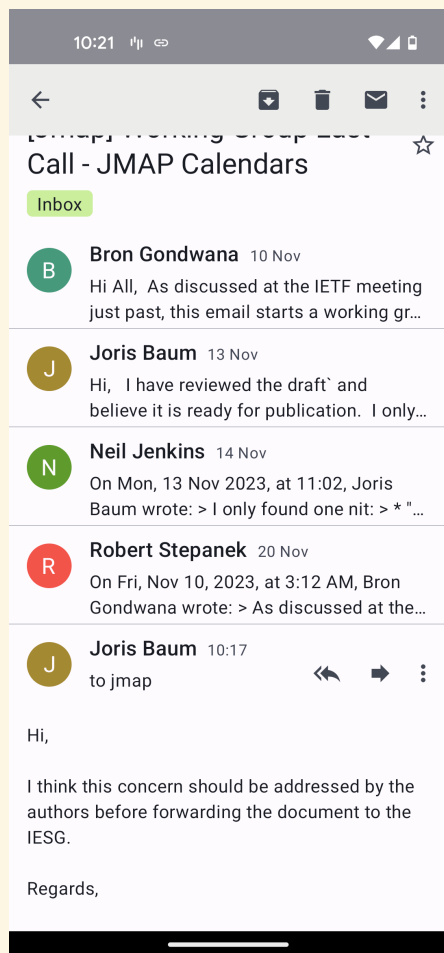 10:21
[Jmap] Working Group Last
Call - JMAP Calendars
Inbox
B
Bron Gondwana 10 Nov
Hi All,  As discussed at the IETF meeting
just past, this email starts a working gr...
J
Joris Baum 13 Nov
Hi,   I have reviewed the draft` and
believe it is ready for publication.  I only...
N
Neil Jenkins 14 Nov
On Mon, 13 Nov 2023, at 11:02, Joris
Baum wrote: > I only found one nit: > * "...
R
Robert Stepanek 20 Nov
On Fri, Nov 10, 2023, at 3:12 AM, Bron
Gondwana wrote: > As discussed at the...
J
Joris Baum 10:17
to jmap
Hi,
I think this concern should be addressed by the
authors before forwarding the document to the
IESG.
Regards,